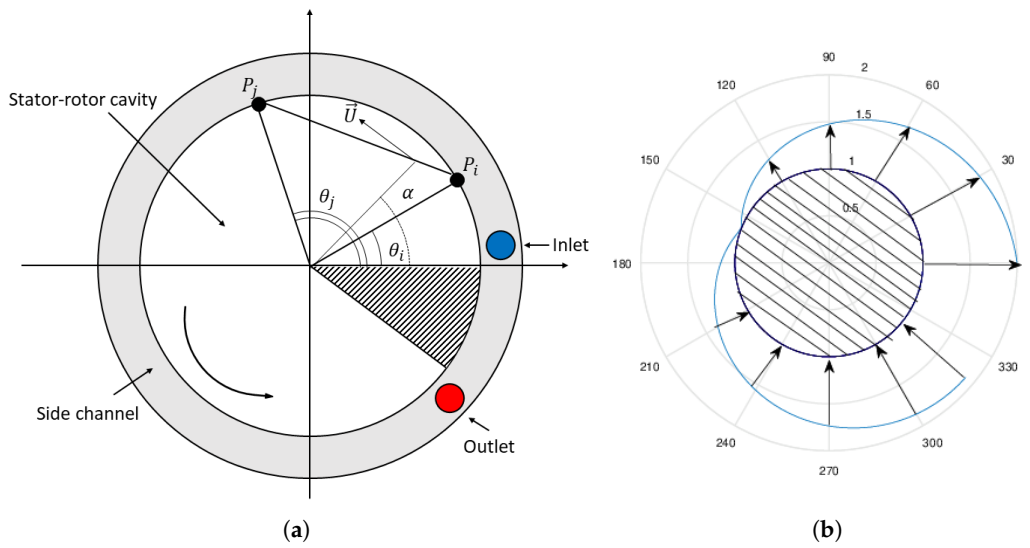 Stator-rotor cavity
P_j
\vec{U}
P_i
θ_j
α
θ_i
Inlet
Side channel
Outlet
(a)
90
120
60
2
1.5
150
30
1
0.5
180
210
330
240
300
270
(b)